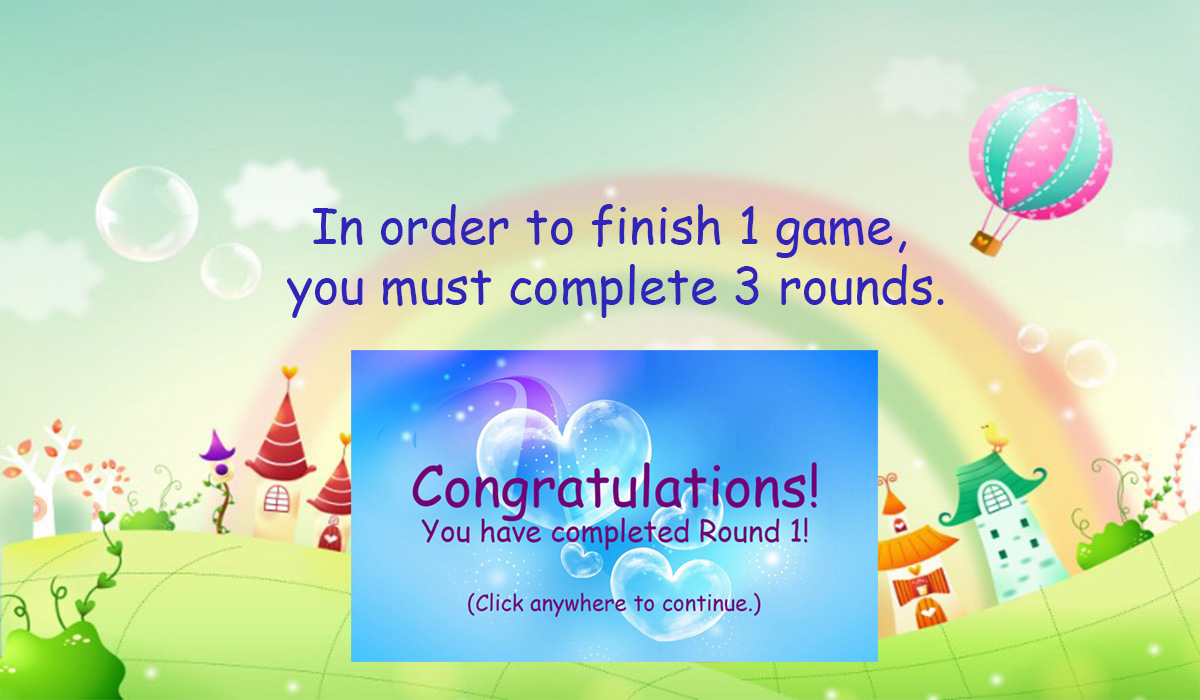 In order to finish 1 game,
you must complete 3 rounds.
Congratulations!
You have completed Round 1!
(Click anywhere to continue.)